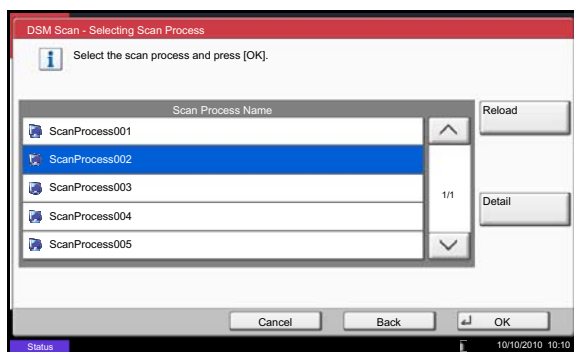 DSM Scan - Selecting Scan Process
Select the scan process and press [OK].
Scan Process Name
Reload
ScanProcess001
ScanProcess002
ScanProcess003
1/1
Detail
ScanProcess004
ScanProcess005
Cancel
Back
OK
Status
10/10/2010 10:10